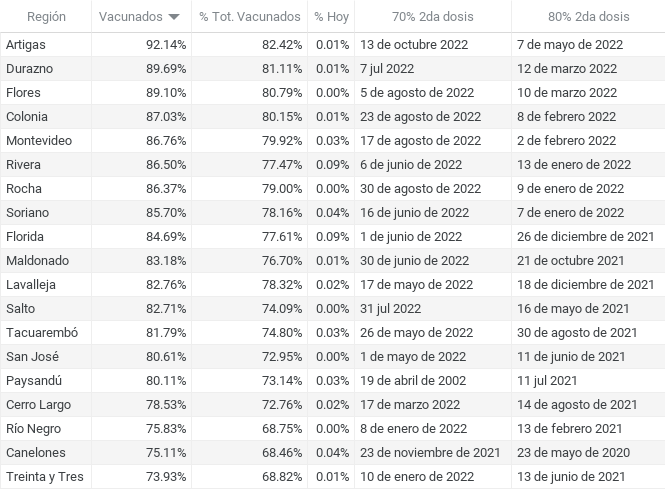 Región Vacunados % Tot. Vacunados % Hoy 70% 2da dosis 80% 2da dosis
Artigas 92.14% 82.42% 0.01% 13 de octubre 2022 7 de mayo de 2022
Durazno 89.69% 81.11% 0.01% 7 jul 2022 12 de marzo 2022
Flores 89.10% 80.79% 0.00% 5 de agosto de 2022 10 de marzo 2022
Colonia 87.03% 80.15% 0.01% 23 de agosto de 2022 8 de febrero 2022
Montevideo 86.76% 79.92% 0.03% 17 de agosto de 2022 2 de febrero 2022
Rivera 86.50% 77.47% 0.09% 6 de junio de 2022 13 de enero de 2022
Rocha 86.37% 79.00% 0.00% 30 de agosto de 2022 9 de enero de 2022
Soriano 85.70% 78.16% 0.04% 16 de junio de 2022 7 de enero de 2022
Florida 84.69% 77.61% 0.09% 1 de junio de 2022 26 de diciembre de 2021
Maldonado 83.18% 76.70% 0.01% 30 de junio de 2022 21 de octubre 2021
Lavalleja 82.76% 78.32% 0.02% 17 de mayo de 2022 18 de diciembre de 2021
Salto 82.71% 74.09% 0.00% 31 jul 2022 16 de mayo de 2021
Tacuarembó 81.79% 74.80% 0.03% 26 de mayo de 2022 30 de agosto de 2021
San José 80.61% 72.95% 0.00% 1 de mayo de 2022 11 de junio de 2021
Paysandú 80.11% 73.14% 0.03% 19 de abril de 2002 11 jul 2021
Cerro Largo 78.53% 72.76% 0.02% 17 de marzo 2022 14 de agosto de 2021
Río Negro 75.83% 68.75% 0.00% 8 de enero de 2022 13 de febrero 2021
Canelones 75.11% 68.46% 0.04% 23 de noviembre de 2021 23 de mayo de 2020
Treinta y Tres 73.93% 68.82% 0.01% 10 de enero de 2022 13 de junio de 2021